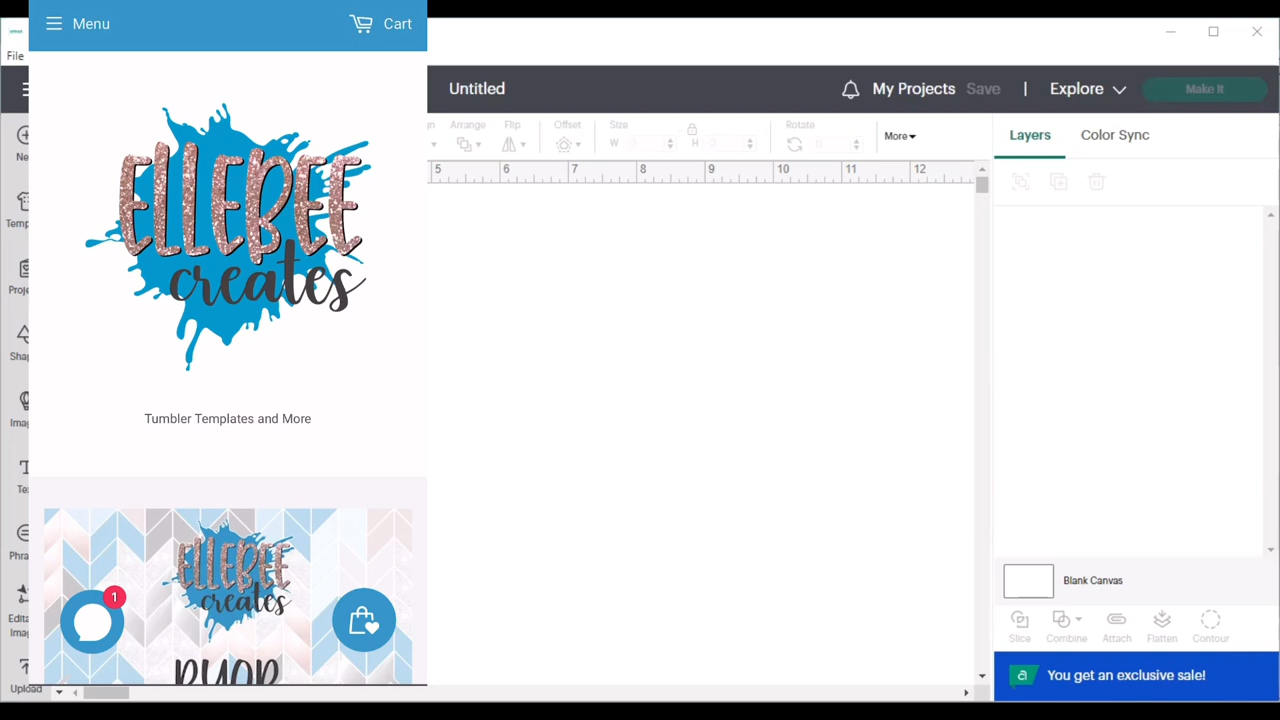 Menu
Cart
ELLEBEE
creates
Tumbler Templates and More
ELLEBEE
creates
File
Untitled
My Projects
Save
|
Explore
Make It
Arrange
Flip
Offset
Size
W
H
Rotate
More
5 6 7 8 9 10 11 12
Layers
Color Sync
Upload
Blank Canvas
Slice
Combine
Attach
Flatten
Contour
a
You get an exclusive sale!
1